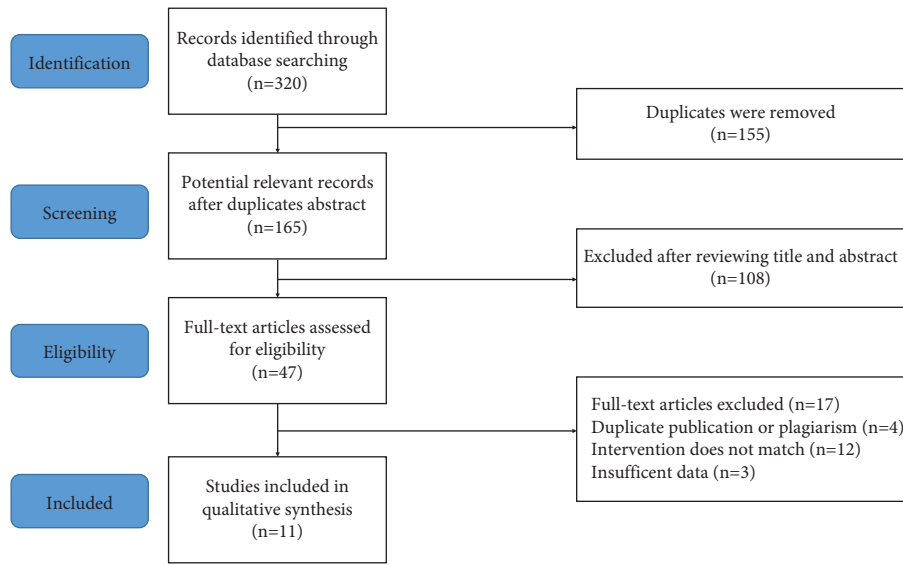 Identification
Records identified through
database searching
(n=320)
Duplicates were removed
(n=155)
Screening
Potential relevant records
after duplicates abstract
(n=165)
Excluded after reviewing title and abstract
(n=108)
Eligibility
Full-text articles assessed
for eligibility
(n=47)
Full-text articles excluded (n=17)
Duplicate publication or plagiarism (n=4)
Intervention does not match (n=12)
Insufficent data (n=3)
Included
Studies included in
qualitative synthesis
(n=11)